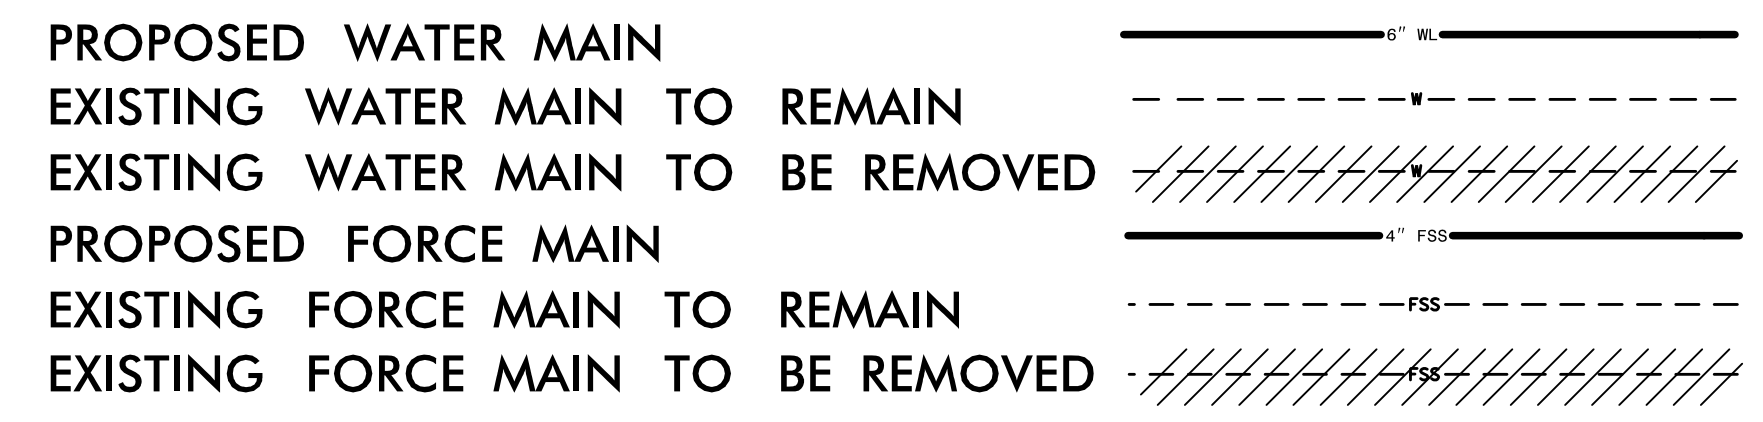 PROPOSED WATER MAIN 6" WL
EXISTING WATER MAIN TO REMAIN W
EXISTING WATER MAIN TO BE REMOVED W
PROPOSED FORCE MAIN 4" FSS
EXISTING FORCE MAIN TO REMAIN FSS
EXISTING FORCE MAIN TO BE REMOVED FSS